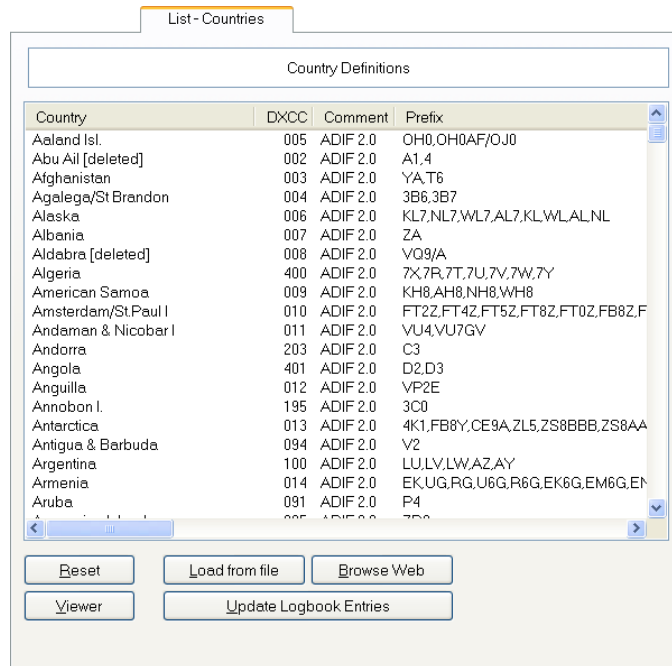 List - Countries
Country Definitions
Country DXCC Comment Prefix
Aaland Isl. 005 ADIF 2.0 OH0,OH0AF/OJ0
Abu Ail [deleted] 002 ADIF 2.0 A1,4
Afghanistan 003 ADIF 2.0 YA,T6
Agalega/St Brandon 004 ADIF 2.0 3B6,3B7
Alaska 006 ADIF 2.0 KL7,NL7,WL7,AL7,KL,WL,AL,NL
Albania 007 ADIF 2.0 ZA
Aldabra [deleted] 008 ADIF 2.0 VQ9/A
Algeria 400 ADIF 2.0 7X,7R,7T,7U,7V,7W,7Y
American Samoa 009 ADIF 2.0 KH8,AH8,NH8,WH8
Amsterdam/St.Paul I 010 ADIF 2.0 FT2Z,FT4Z,FT5Z,FT8Z,FT0Z,FB8Z,F
Andaman & Nicobar I 011 ADIF 2.0 VU4,VU7GV
Andorra 203 ADIF 2.0 C3
Angola 401 ADIF 2.0 D2,D3
Anguilla 012 ADIF 2.0 VP2E
Annobon I. 195 ADIF 2.0 3C0
Antarctica 013 ADIF 2.0 4K1,FB8Y,CE9A,ZL5,ZS8BBB,ZS8AA
Antigua & Barbuda 094 ADIF 2.0 V2
Argentina 100 ADIF 2.0 LU,LV,LW,AZ,AY
Armenia 014 ADIF 2.0 EK,UG,RG,U6G,R6G,EK6G,EM6G,EN
Aruba 091 ADIF 2.0 P4
Reset Load from file Browse Web
Viewer Update Logbook Entries